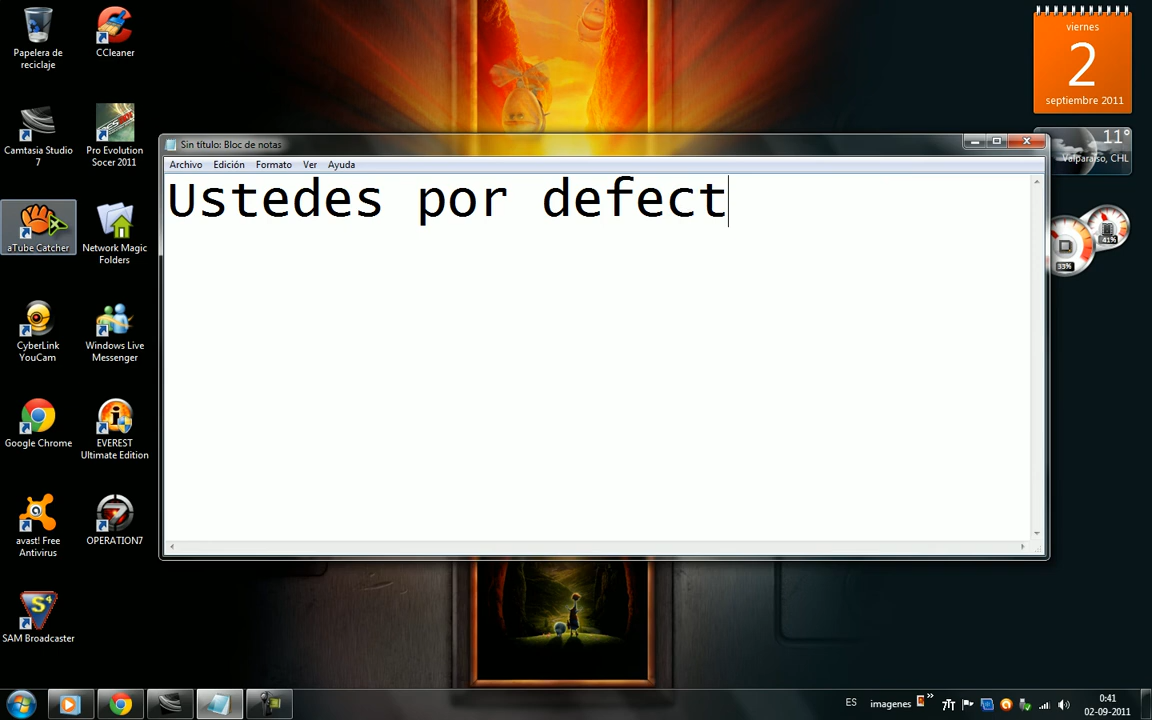 Papelera de
reciclaje
CCleaner
Camtasia Studio
7
Pro Evolution
Socer 2011
aTube Catcher
Network Magic
Folders
CyberLink
YouCam
Windows Live
Messenger
Google Chrome
EVEREST
Ultimate Edition
avast! Free
Antivirus
OPERATION7
SAM Broadcaster
Sin título: Bloc de notas
Archivo Edición Formato Ver Ayuda
Ustedes por defect
viernes
2
septiembre 2011
11°
Valparaíso, CHL
41%
33%
ES imagenes »
0:41
02-09-2011